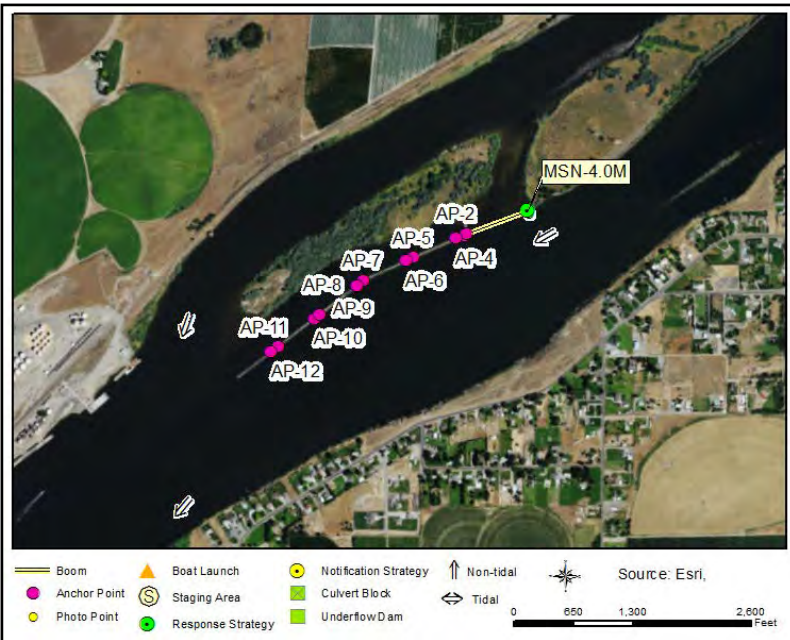 MSN-4.0M
AP-2
AP-5
AP-4
AP-7
AP-6
AP-8
AP-9
AP-11
AP-10
AP-12
Boom
Boat Launch
Notification Strategy
Non-tidal
Source: Esri,
Anchor Point
S
Staging Area
Culvert Block
Tidal
Photo Point
Response Strategy
Underflow Dam
0 650 1,300 2,600
Feet